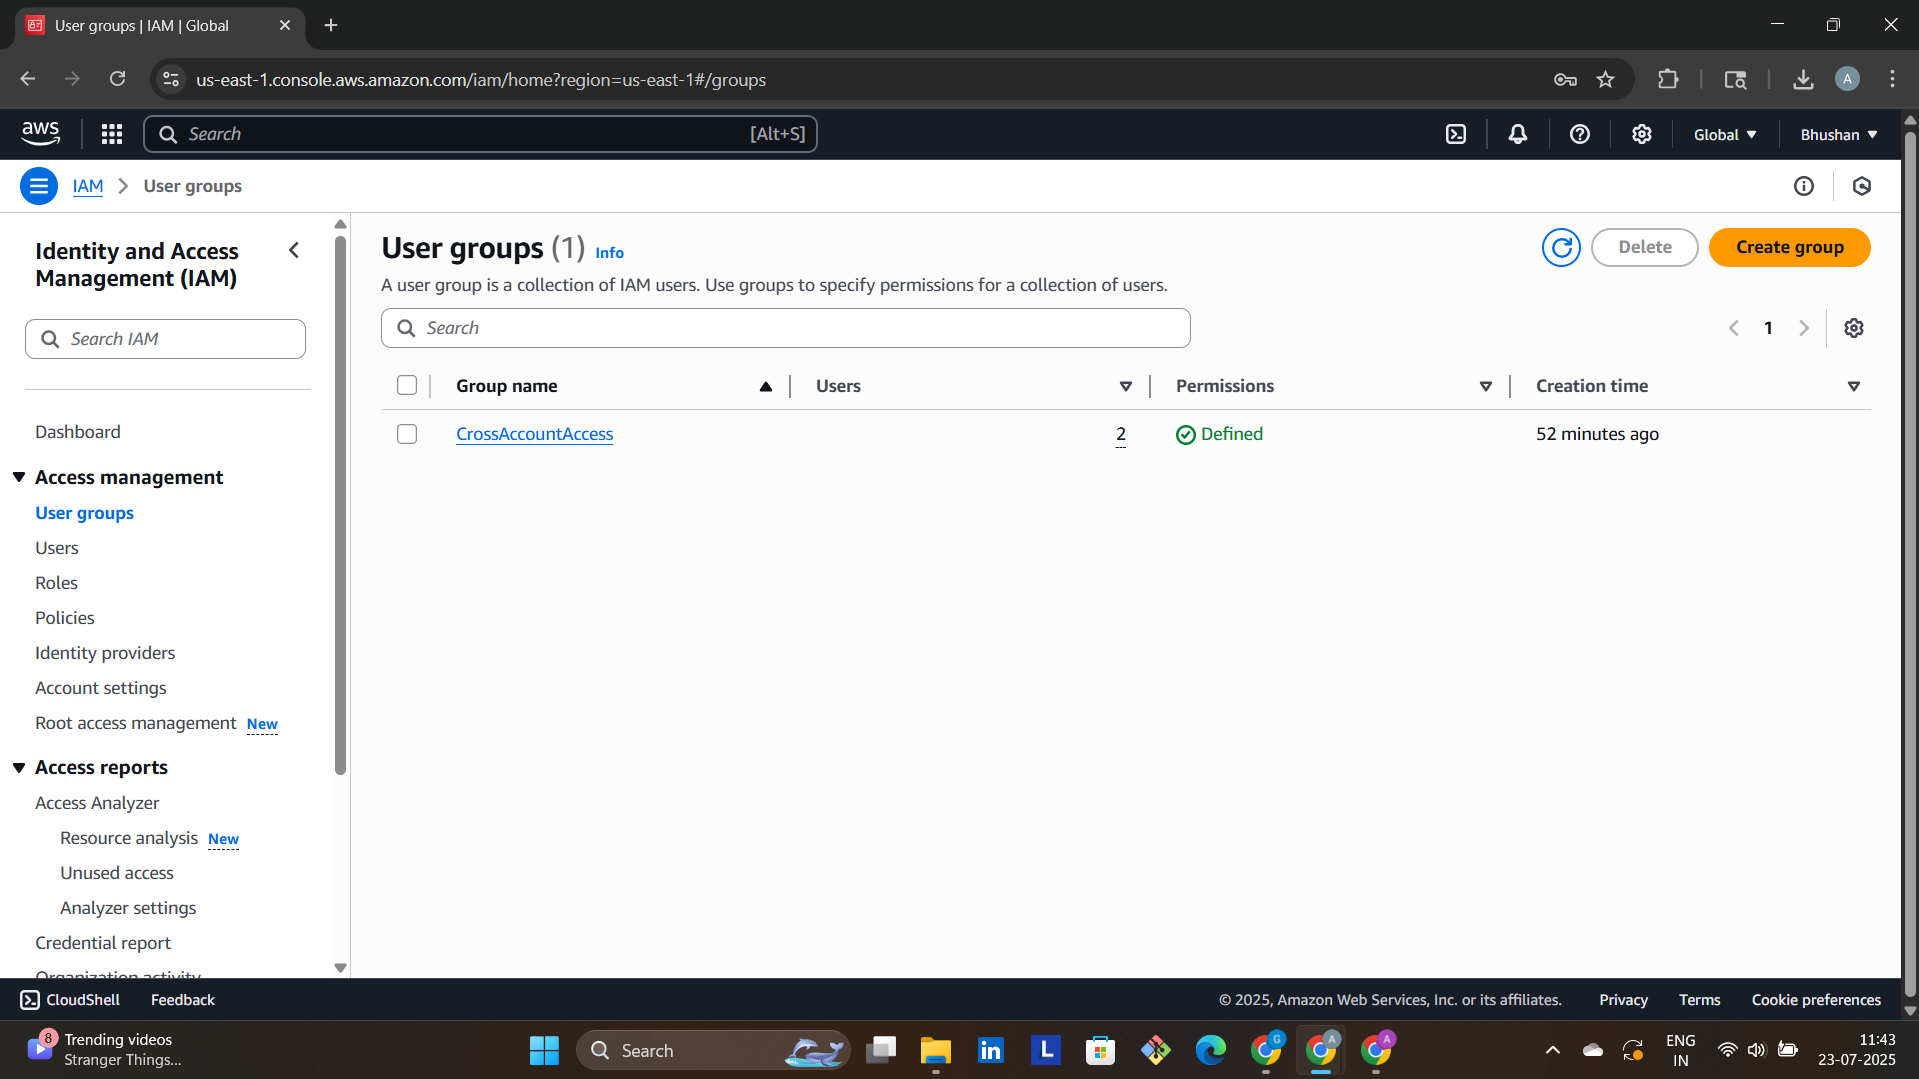 User groups | IAM | Global
us-east-1.console.aws.amazon.com/iam/home?region=us-east-1#/groups
A
aws
Search
[Alt+S]
Global
Bhushan
IAM
User groups
Identity and Access
Management (IAM)
Search IAM
Dashboard
Access management
User groups
Users
Roles
Policies
Identity providers
Account settings
Root access management New
Access reports
Access Analyzer
Resource analysis New
Unused access
Analyzer settings
Credential report
Organization activity
User groups (1) Info
A user group is a collection of IAM users. Use groups to specify permissions for a collection of users.
Delete
Create group
Search
1
Group name
Users
Permissions
Creation time
CrossAccountAccess
2
Defined
52 minutes ago
CloudShell
Feedback
© 2025, Amazon Web Services, Inc. or its affiliates.
Privacy
Terms
Cookie preferences
8
Trending videos
Stranger Things...
Search
in
L
G
A
A
ENG
IN
11:43
23-07-2025